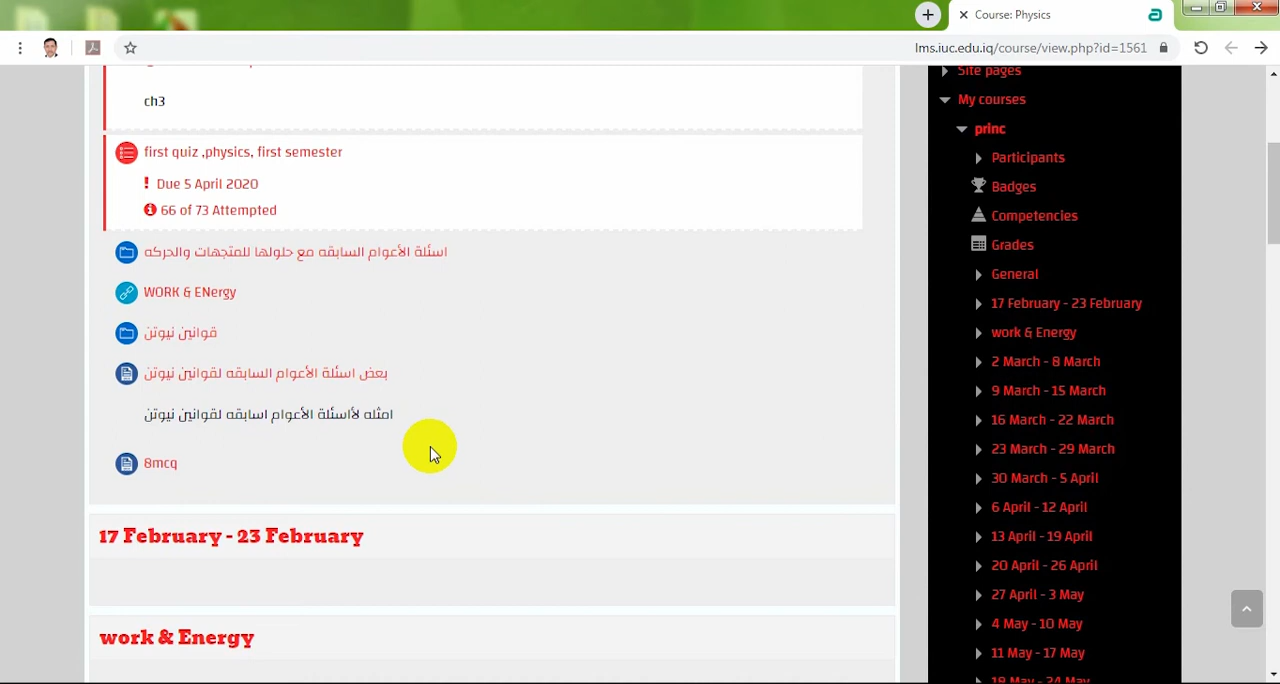 Course: Physics
lms.iuc.edu.iq/course/view.php?id=1561
ch3
first quiz ,physics, first semester
! Due 5 April 2020
66 of 73 Attempted
اسئلة الأعوام السابقه مع حلولها للمتجهات والحركه
WORK & ENergy
قوانين نيوتن
بعض اسئلة الأعوام السابقه لقوانين نيوتن
امثله لأاسئلة الأعوام اسابقه لقوانين نيوتن
8mcq
17 February - 23 February
work & Energy
Site pages
My courses
princ
Participants
Badges
Competencies
Grades
General
17 February - 23 February
work & Energy
2 March - 8 March
9 March - 15 March
16 March - 22 March
23 March - 29 March
30 March - 5 April
6 April - 12 April
13 April - 19 April
20 April - 26 April
27 April - 3 May
4 May - 10 May
11 May - 17 May
18 May - 24 May